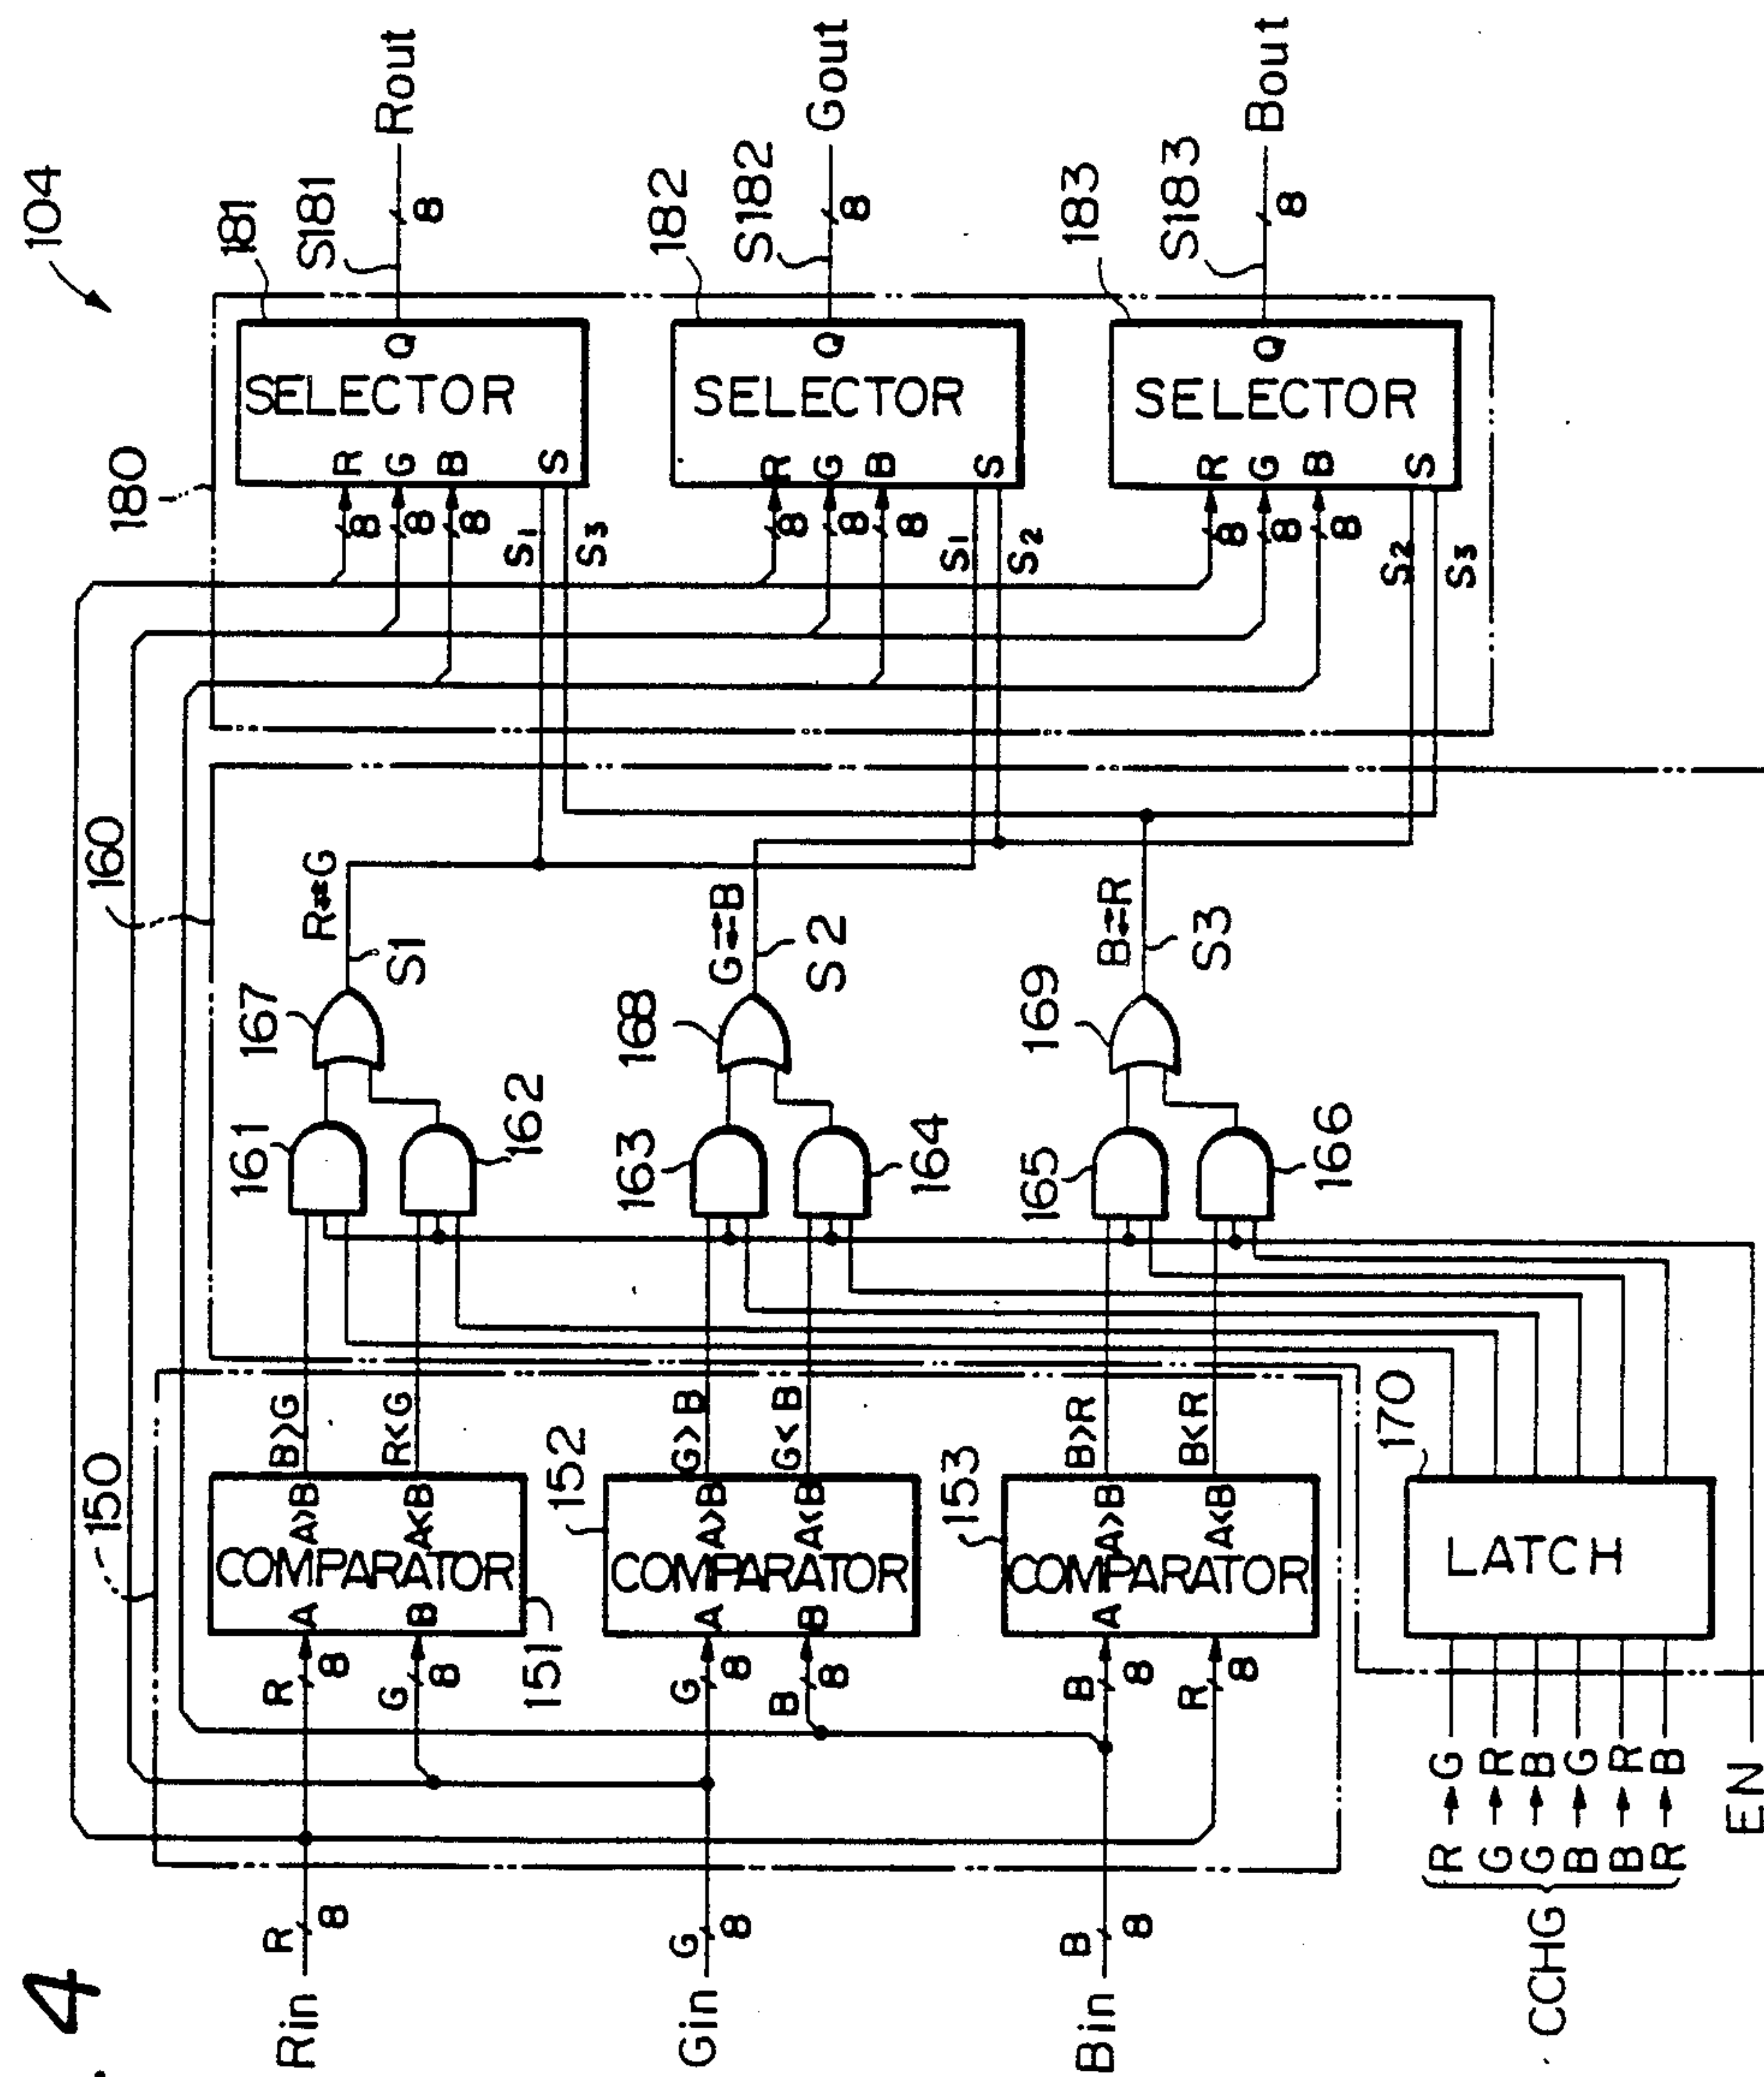 . 4
104
Rin
R
8
Gin
G
8
Bin
B
8
150
R
8
G
8
COMPARATOR
A
B
A>B
A<B
151
B>G
R<G
G
8
B
8
COMPARATOR
A
B
A>B
A<B
152
G>B
G<B
B
8
R
8
COMPARATOR
A
A>B
A<B
153
B>R
B<R
CCHG
R→G
G→R
G→B
B→G
B→R
R→B
EN
LATCH
170
160
161
162
163
164
165
166
167
168
169
R⇄G
S1
G⇄B
S2
B⇄R
S3
180
R
G
B
S
8
8
8
S1
S3
SELECTOR
Q
181
S181
8
Rout
R
G
B
S
8
8
8
S1
S2
SELECTOR
Q
182
S182
8
Gout
R
G
B
S
8
8
8
S2
S3
SELECTOR
Q
183
S183
8
Bout